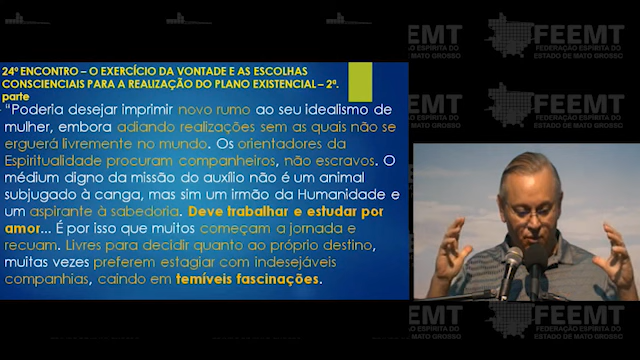 24º ENCONTRO – O EXERCÍCIO DA VONTADE E AS ESCOLHAS
CONSCIENCIAIS PARA A REALIZAÇÃO DO PLANO EXISTENCIAL – 2ª.
parte
“Poderia desejar imprimir novo rumo ao seu idealismo de
mulher, embora adiando realizações sem as quais não se
erguerá livremente no mundo. Os orientadores da
Espiritualidade procuram companheiros, não escravos. O
médium digno da missão do auxílio não é um animal
subjugado à canga, mas sim um irmão da Humanidade e
um aspirante à sabedoria. Deve trabalhar e estudar por
amor... É por isso que muitos começam a jornada e
recuam. Livres para decidir quanto ao próprio destino,
muitas vezes preferem estagiar com indesejáveis
companhias, caindo em temíveis fascinações.
FEEMT
FEDERAÇÃO ESPÍRITA DO
ESTADO DE MATO GROSSO
FEEMT
FEDERAÇÃO ESPÍRITA DO
ESTADO DE MATO GROSSO
FEEMT
FEDERAÇÃO ESPÍRITA DO
ESTADO DE MATO GROSSO